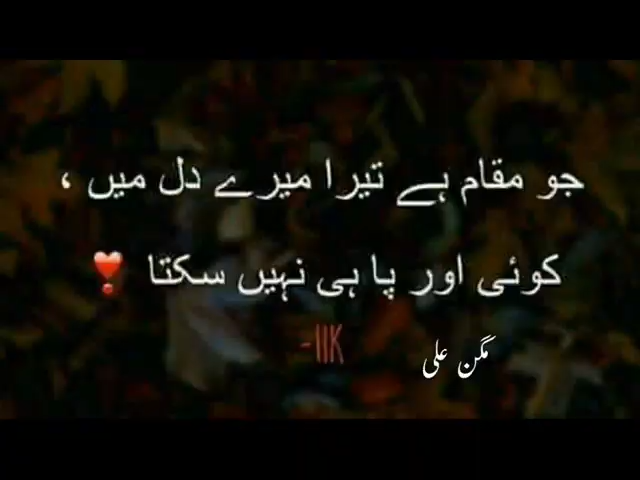 جو مقام ہے تیرا میرے دل میں ،
کوئی اور پا ہی نہیں سکتا ❣
-IIK
مگن علی